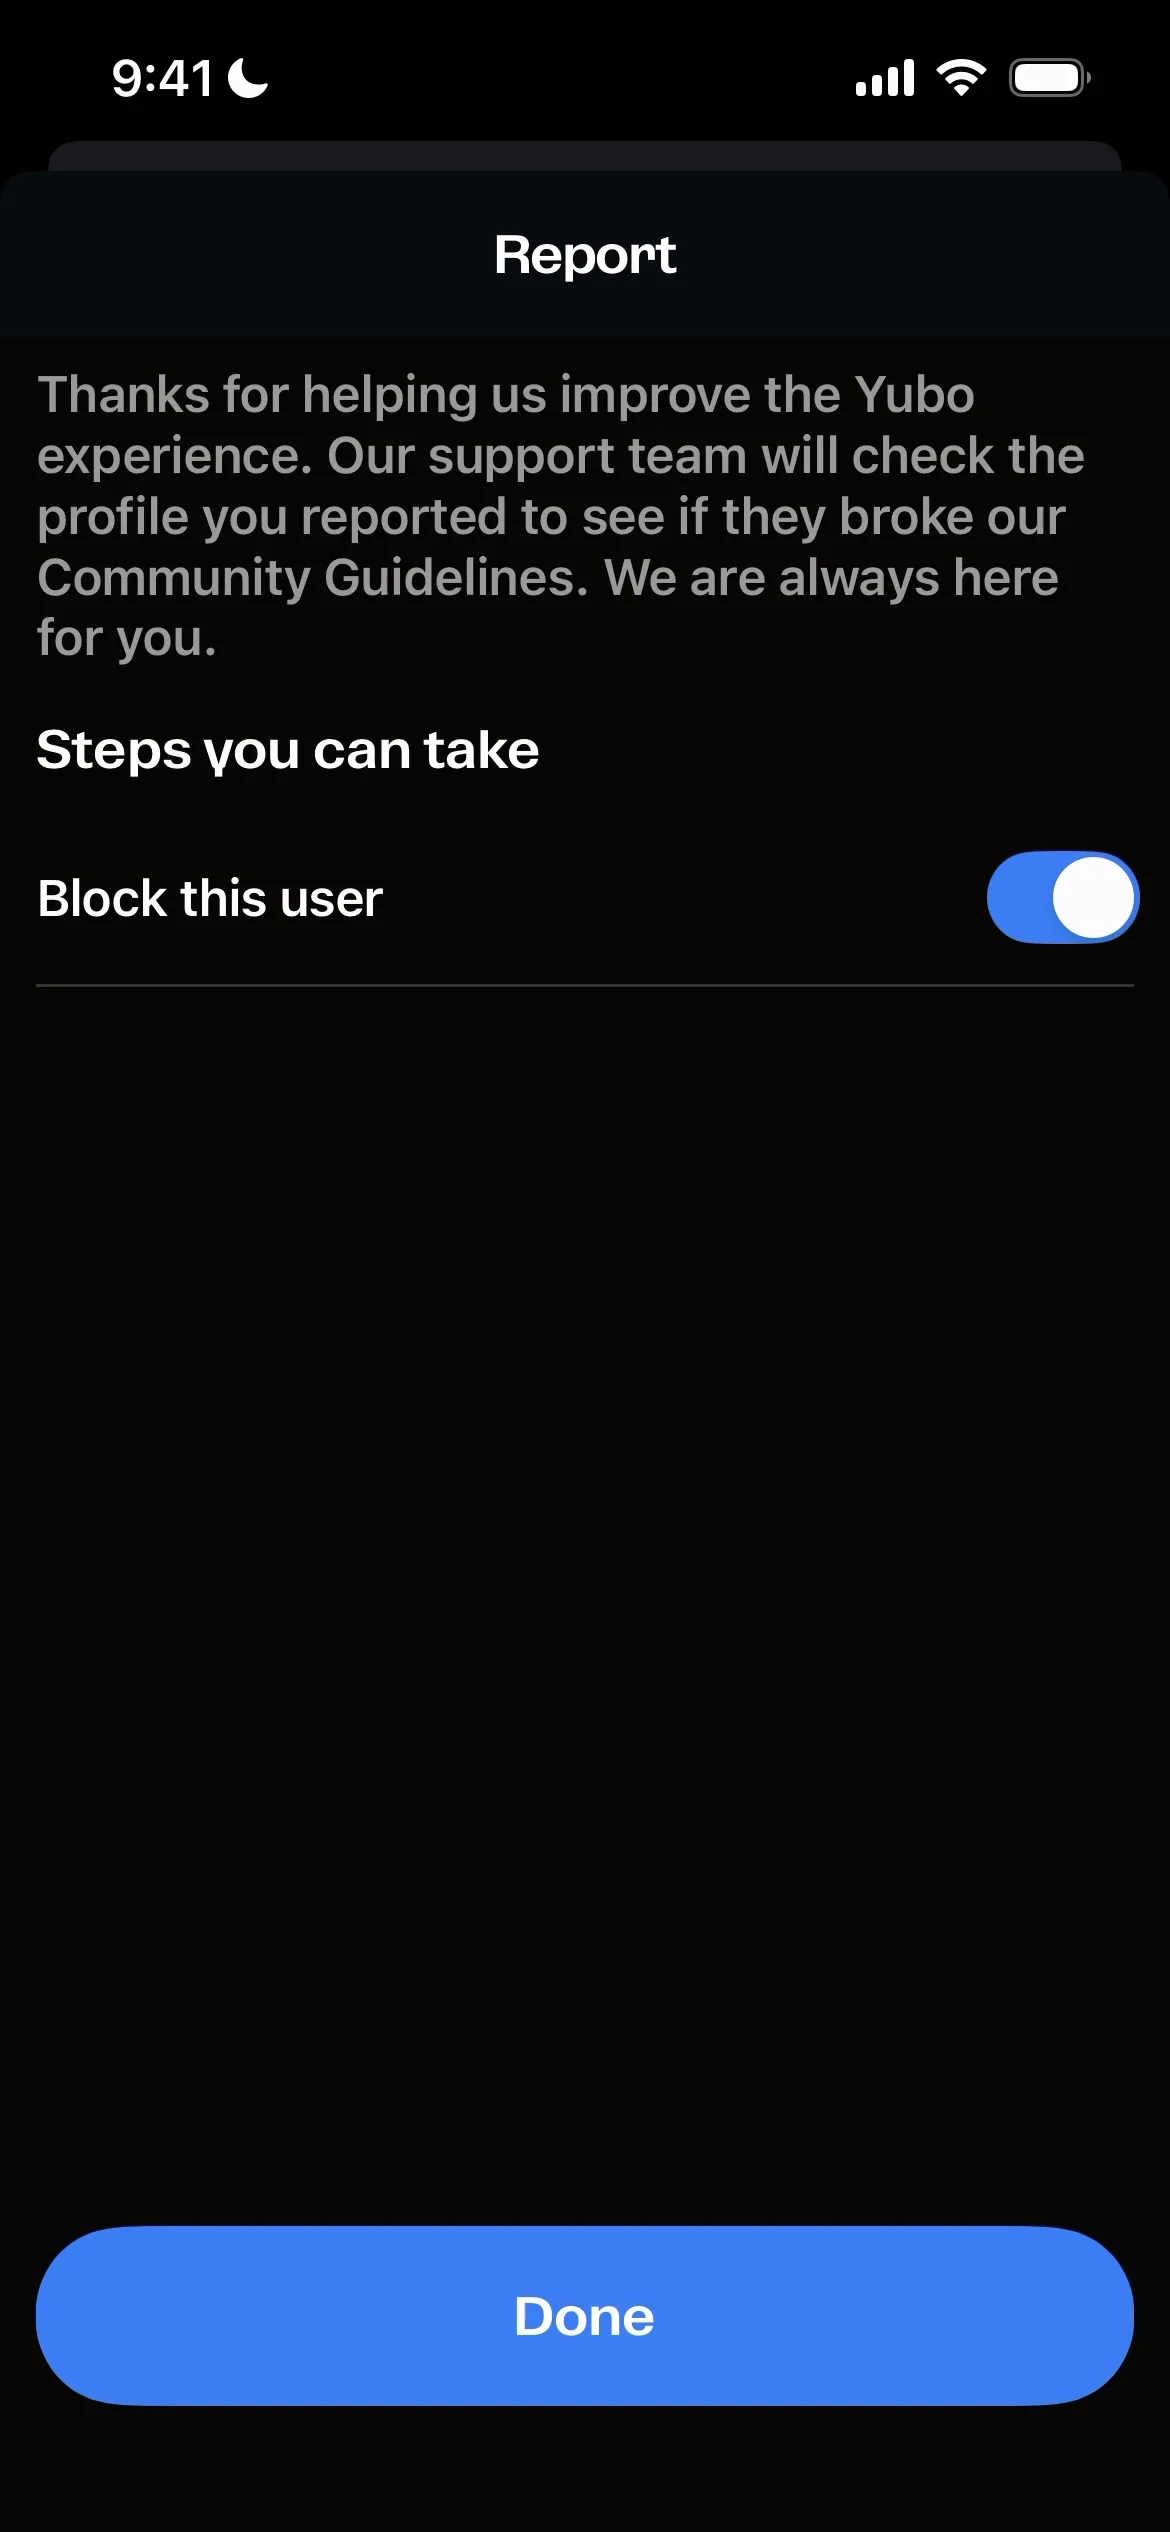 9:41
Report
Thanks for helping us improve the Yubo
experience. Our support team will check the
profile you reported to see if they broke our
Community Guidelines. We are always here
for you.
Steps you can take
Block this user
Done